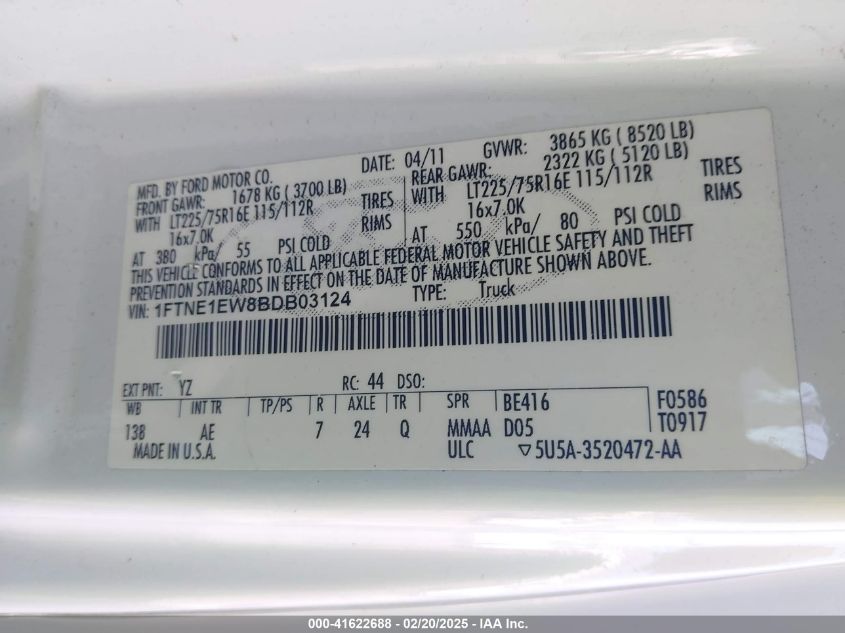 MFD. BY FORD MOTOR CO. DATE: 04/11 GVWR: 3865 KG ( 8520 LB)
FRONT GAWR: 1678 KG ( 3700 LB) REAR GAWR: 2322 KG ( 5120 LB)
WITH LT225/75R16E 115/112R TIRES WITH LT225/75R16E 115/112R TIRES
16x7.0K RIMS 16x7.0K RIMS
AT 380 kPa/ 55 PSI COLD AT 550 kPa/ 80 PSI COLD
THIS VEHICLE CONFORMS TO ALL APPLICABLE FEDERAL MOTOR VEHICLE SAFETY AND THEFT
PREVENTION STANDARDS IN EFFECT ON THE DATE OF MANUFACTURE SHOWN ABOVE.
VIN: 1FTNE1EW8BDB03124 TYPE: Truck
EXT PNT: YZ RC: 44 DSO:
WB INT TR TP/PS R AXLE TR SPR BE416 F0586
138 AE 7 24 Q MMAA D05 T0917
MADE IN U.S.A. ULC ▽5U5A-3520472-AA
000-41622688 - 02/20/2025 - IAA Inc.